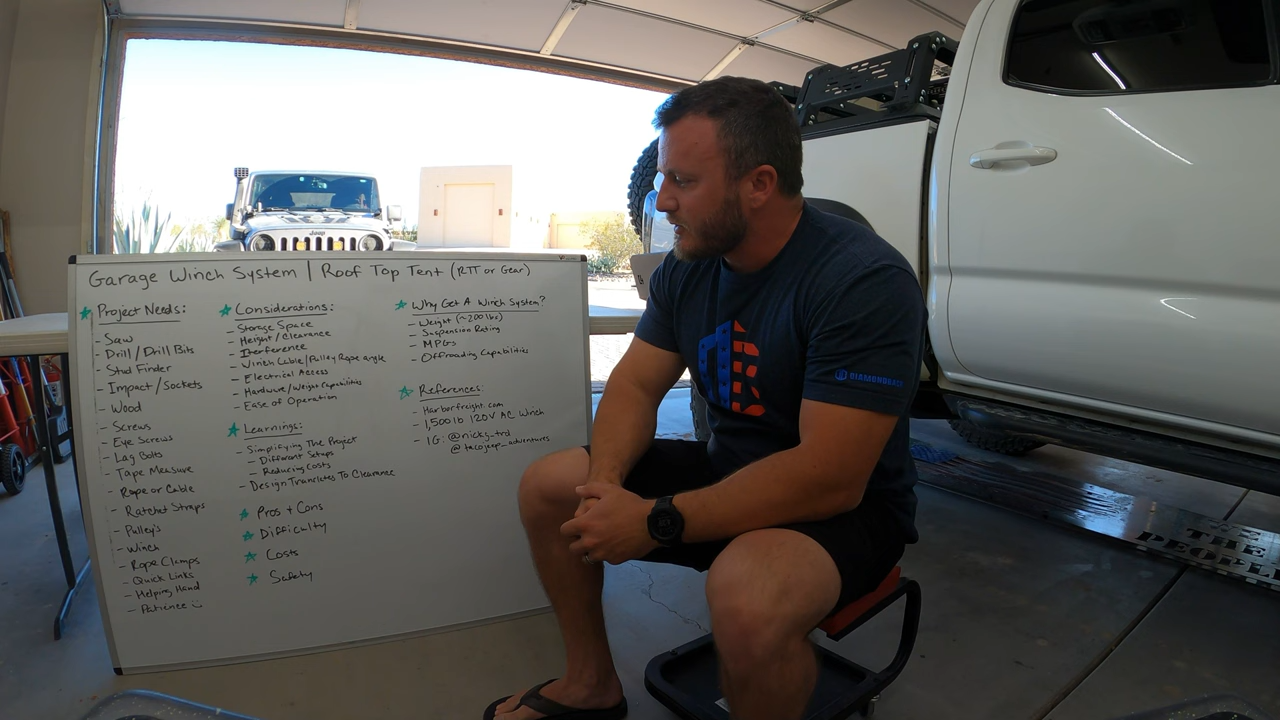 Garage Winch System | Roof Top Tent (RTT or Gear)
Project Needs:
- Saw
- Drill/Drill Bits
- Stud Finder
- Impact/Sockets
- Wood
- Screws
- Eye Screws
- Lag Bolts
- Tape Measure
- Rope or Cable
- Ratchet Straps
- Pulley's
- Winch
- Rope Clamps
- Quick Links
- Helping Hand
- Patience
Considerations:
- Storage Space
- Height/Clearance
- Winch Cable/Pulley Rope angle
- Electrical Access
- Hardware/Weight Capabilities
- Ease of Operation
Learnings:
- Simplifying The Project
- Different Setups
- Reducing Costs
- Design Translates To Clearance
Pros + Cons
Difficulty
Costs
Safety
Why Get A Winch System?
- Weight (~200 lbs)
- Suspension Rating
- MPGs
- Offroading Capabilities
References:
- Harborfreight.com
- 1,500 lb 120V AC Winch
- IG: @nicky_trd
@tacojeep_adventures
Jeep
DIAMONDBACK
THE
PEOPLE